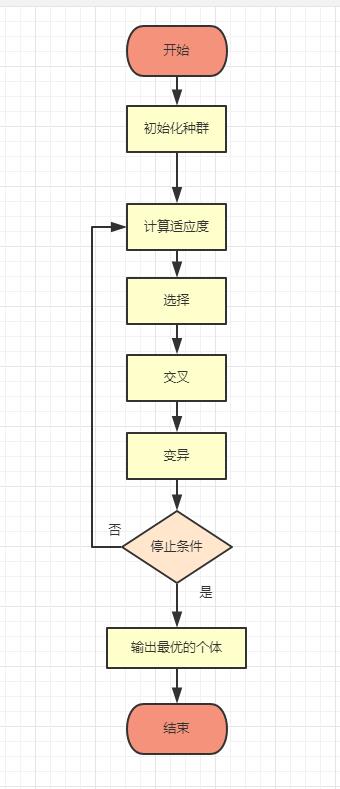 开始
初始化种群
计算适应度
选择
交叉
变异
否
停止条件
是
输出最优的个体
结束